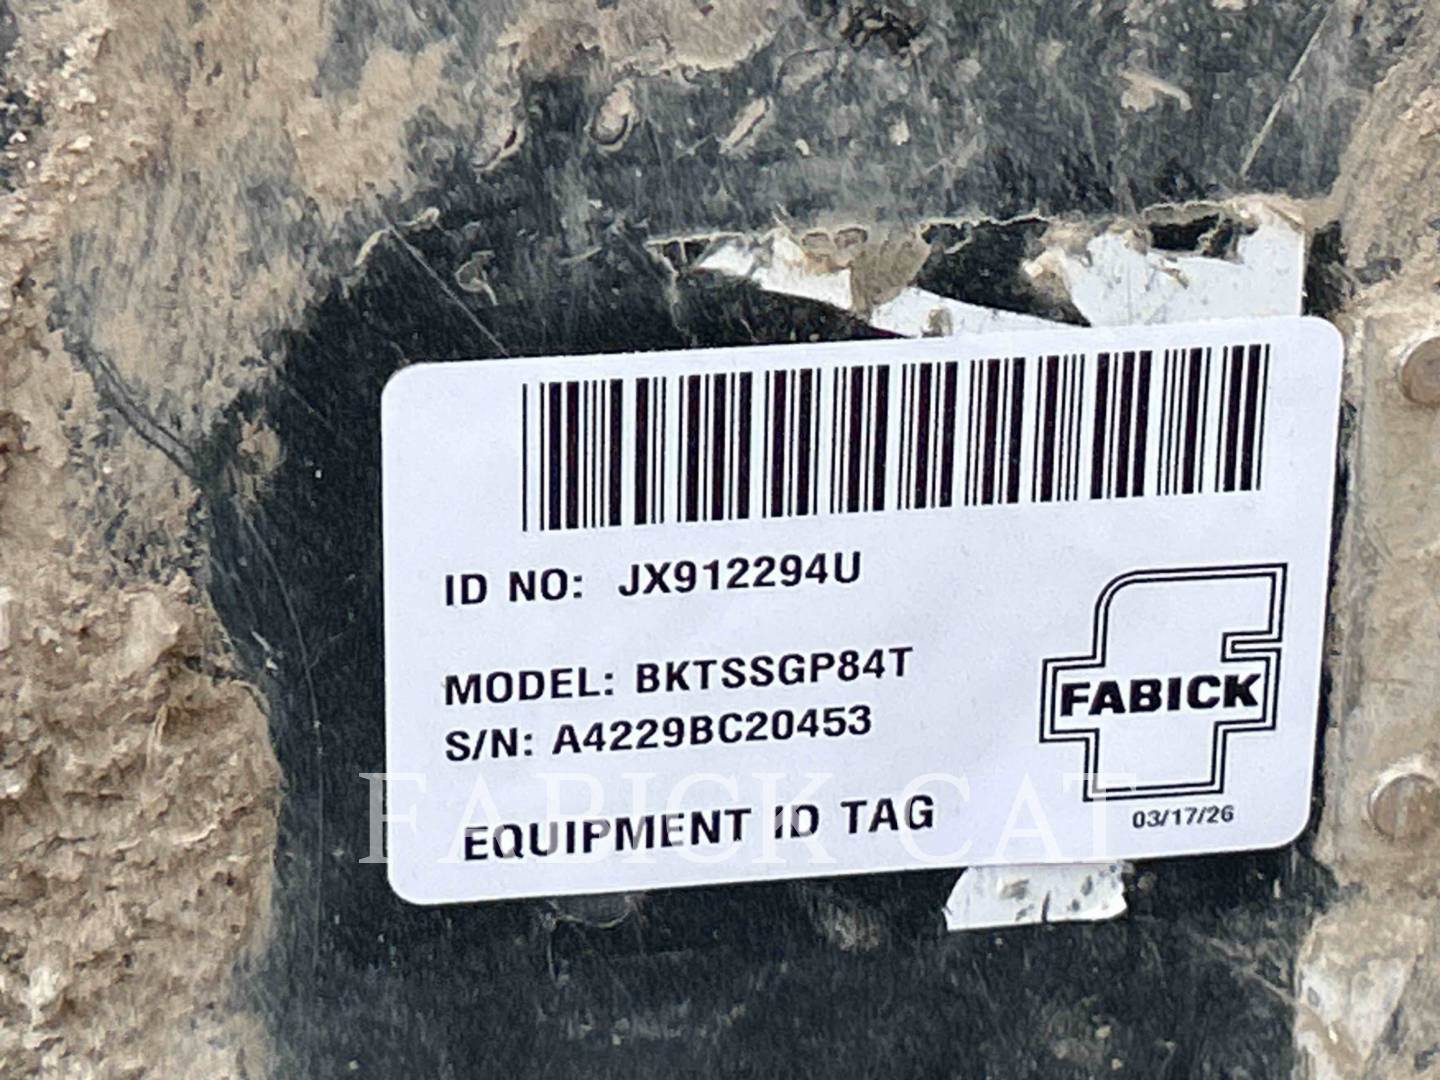 ID NO: JX912294U
MODEL: BKTSSGP84T
S/N: A4229BC20453
FABICK
EQUIPMENT ID TAG
03/17/26
FABICK CAT